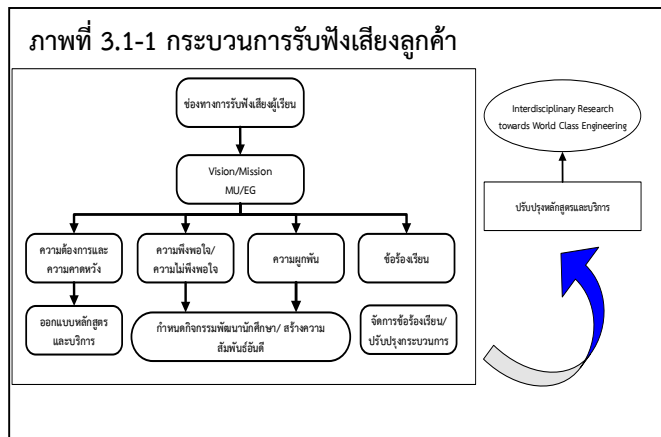 ภาพที่ 3.1-1 กระบวนการรับฟังเสียงลูกค้า
ช่องทางการรับฟังเสียงผู้เรียน
Vision/Mission
MU/EG
ความต้องการและ
ความคาดหวัง
ความพึงพอใจ/
ความไม่พึงพอใจ
ความผูกพัน
ข้อร้องเรียน
ออกแบบหลักสูตร
และบริการ
กำหนดกิจกรรมพัฒนานักศึกษา/ สร้างความ
สัมพันธ์อันดี
จัดการข้อร้องเรียน/
ปรับปรุงกระบวนการ
Interdisciplinary Research
towards World Class Engineering
ปรับปรุงหลักสูตรและบริการ